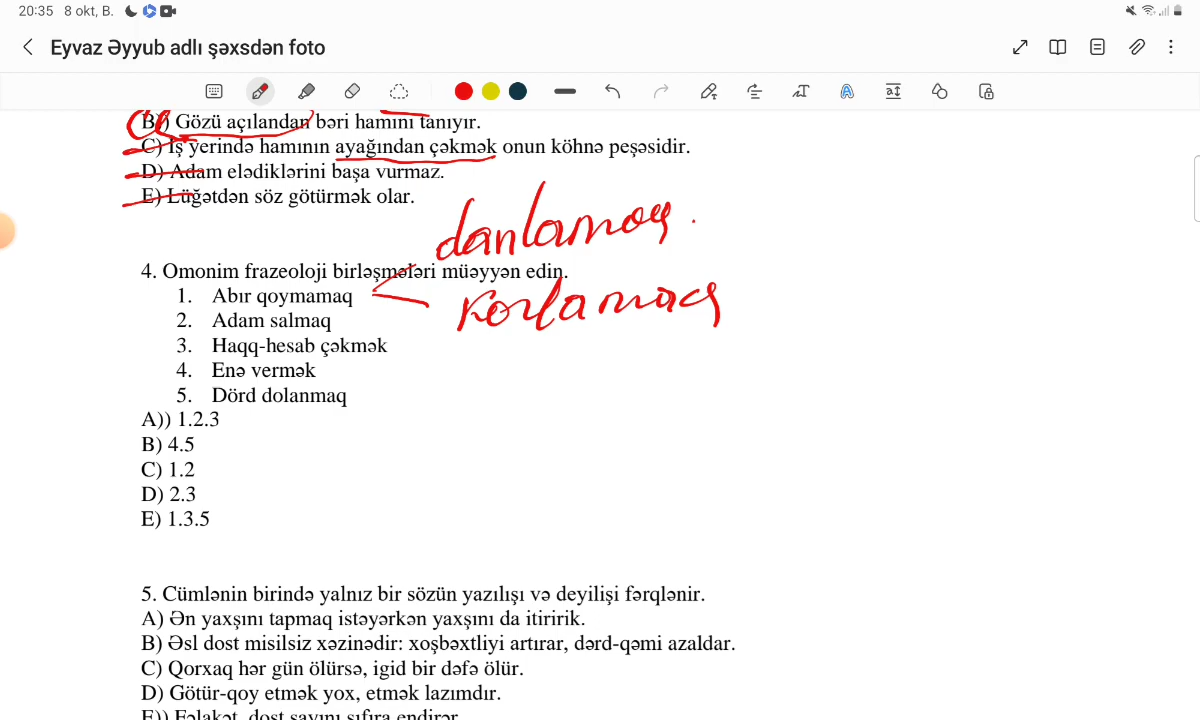 20:35 8 okt, B.
Eyvaz Əyyub adlı şəxsdən foto
B)) Gözü açılandan bəri hamını tanıyır.
C) İş yerində hamının ayağından çəkmək onun köhnə peşəsidir.
D) Adam elədiklərini başa vurmaz.
E) Lüğətdən söz götürmək olar.
danlamaq.
4. Omonim frazeoloji birləşmələri müəyyən edin.
1. Abır qoymamaq
korlamaq
2. Adam salmaq
3. Haqq-hesab çəkmək
4. Enə vermək
5. Dörd dolanmaq
A)) 1.2.3
B) 4.5
C) 1.2
D) 2.3
E) 1.3.5
5. Cümlənin birində yalnız bir sözün yazılışı və deyilişi fərqlənir.
A) Ən yaxşını tapmaq istəyərkən yaxşını da itiririk.
B) Əsl dost misilsiz xəzinədir: xoşbəxtliyi artırar, dərd-qəmi azaldar.
C) Qorxaq hər gün ölürsə, igid bir dəfə ölür.
D) Götür-qoy etmək yox, etmək lazımdır.
E)) Fəlakət, dost sayını sıfıra endirər.